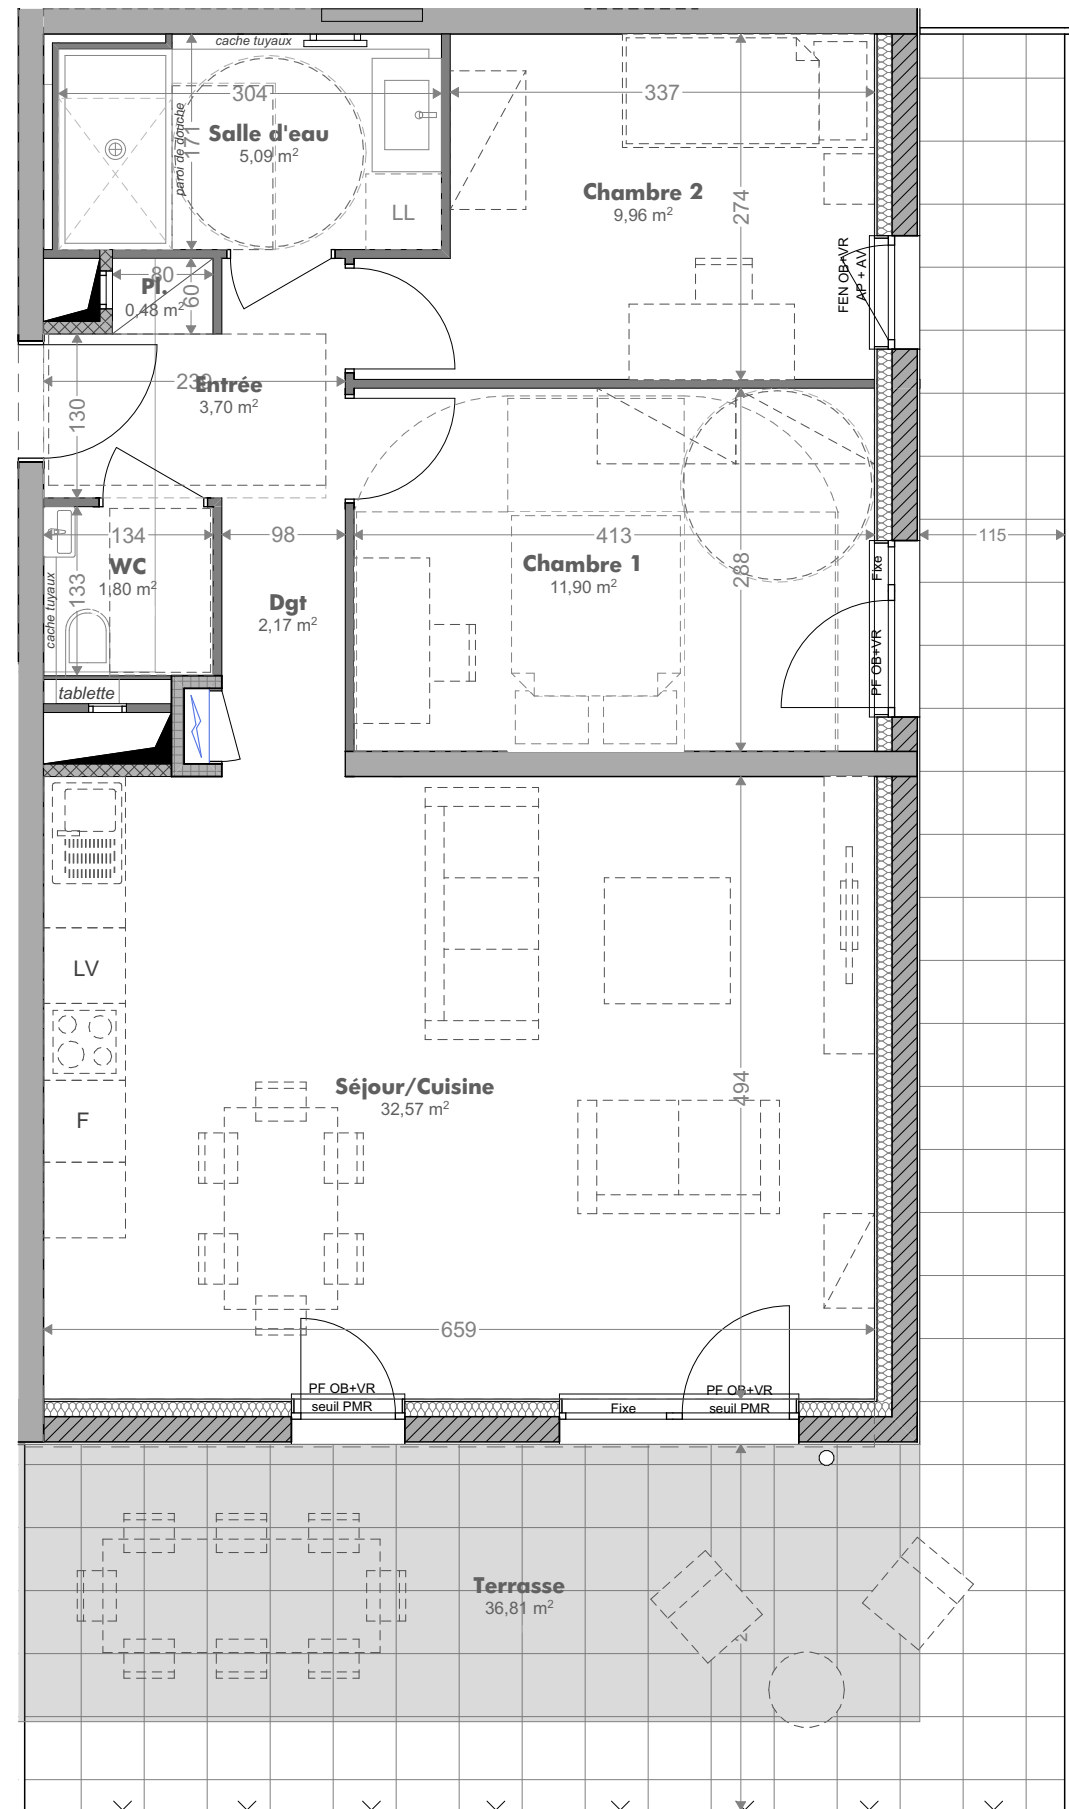 cache tuyaux
304
337
171
paroi de douche
Salle d'eau
5,09 m²
LL
Chambre 2
9,96 m²
274
FEN OB+VR
AP + AV
80
Pl.
0,48 m²
60
Entrée
3,70 m²
130
134
98
413
115
WC
1,80 m²
133
cache tuyaux
Dgt
2,17 m²
Chambre 1
11,90 m²
288
Fixe
PF OB+VR
tablette
LV
F
Séjour/Cuisine
32,57 m²
494
659
PF OB+VR
seuil PMR
Fixe
PF OB+VR
seuil PMR
Terrasse
36,81 m²